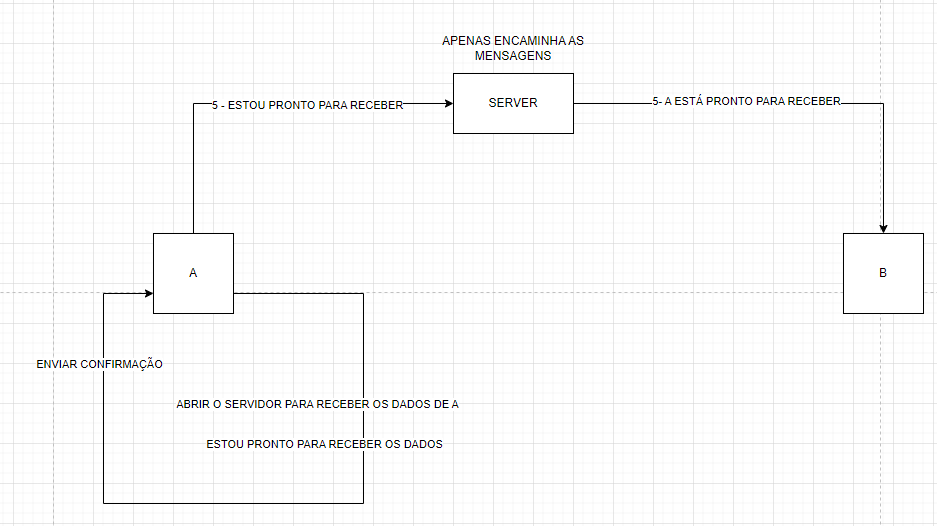 APENAS ENCAMINHA AS
MENSAGENS
SERVER
5 - ESTOU PRONTO PARA RECEBER
5- A ESTÁ PRONTO PARA RECEBER
A
B
ENVIAR CONFIRMAÇÃO
ABRIR O SERVIDOR PARA RECEBER OS DADOS DE A
ESTOU PRONTO PARA RECEBER OS DADOS